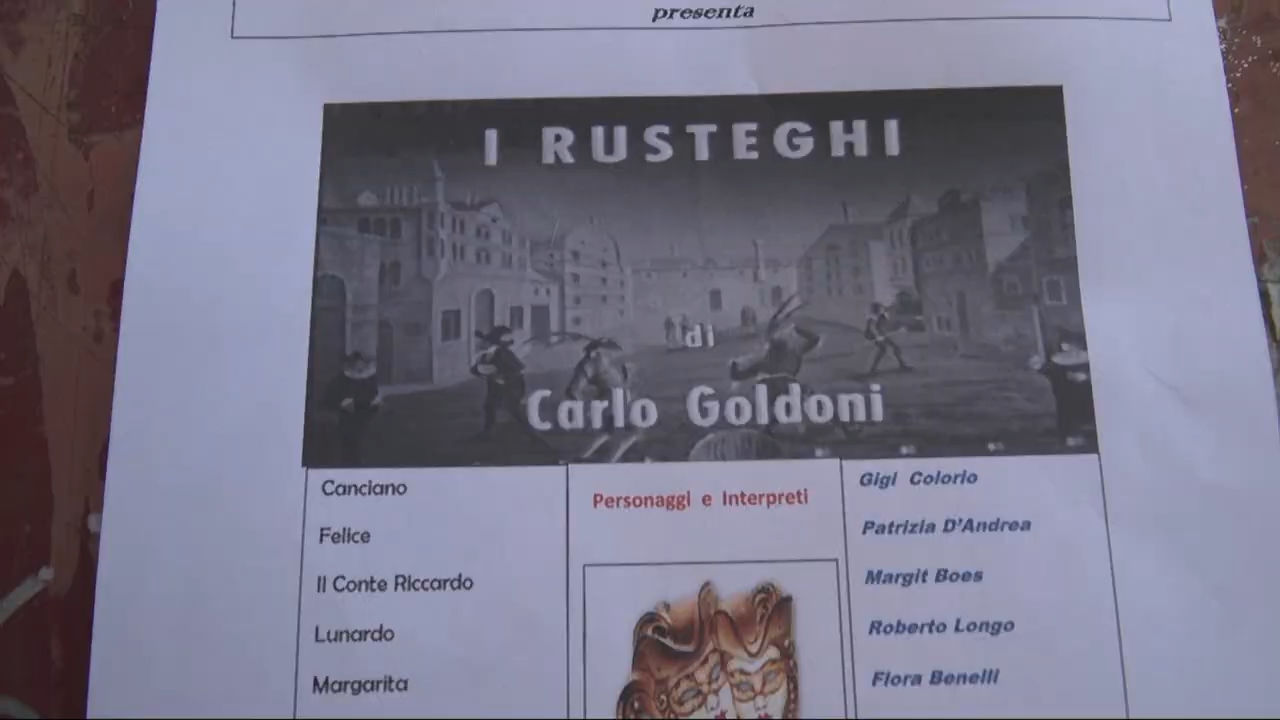 presenta
I RUSTEGHI
di
Carlo Goldoni
Canciano
Felice
Il Conte Riccardo
Lunardo
Margarita
Personaggi e Interpreti
Gigi Colorio
Patrizia D'Andrea
Margit Boes
Roberto Longo
Flora Benelli